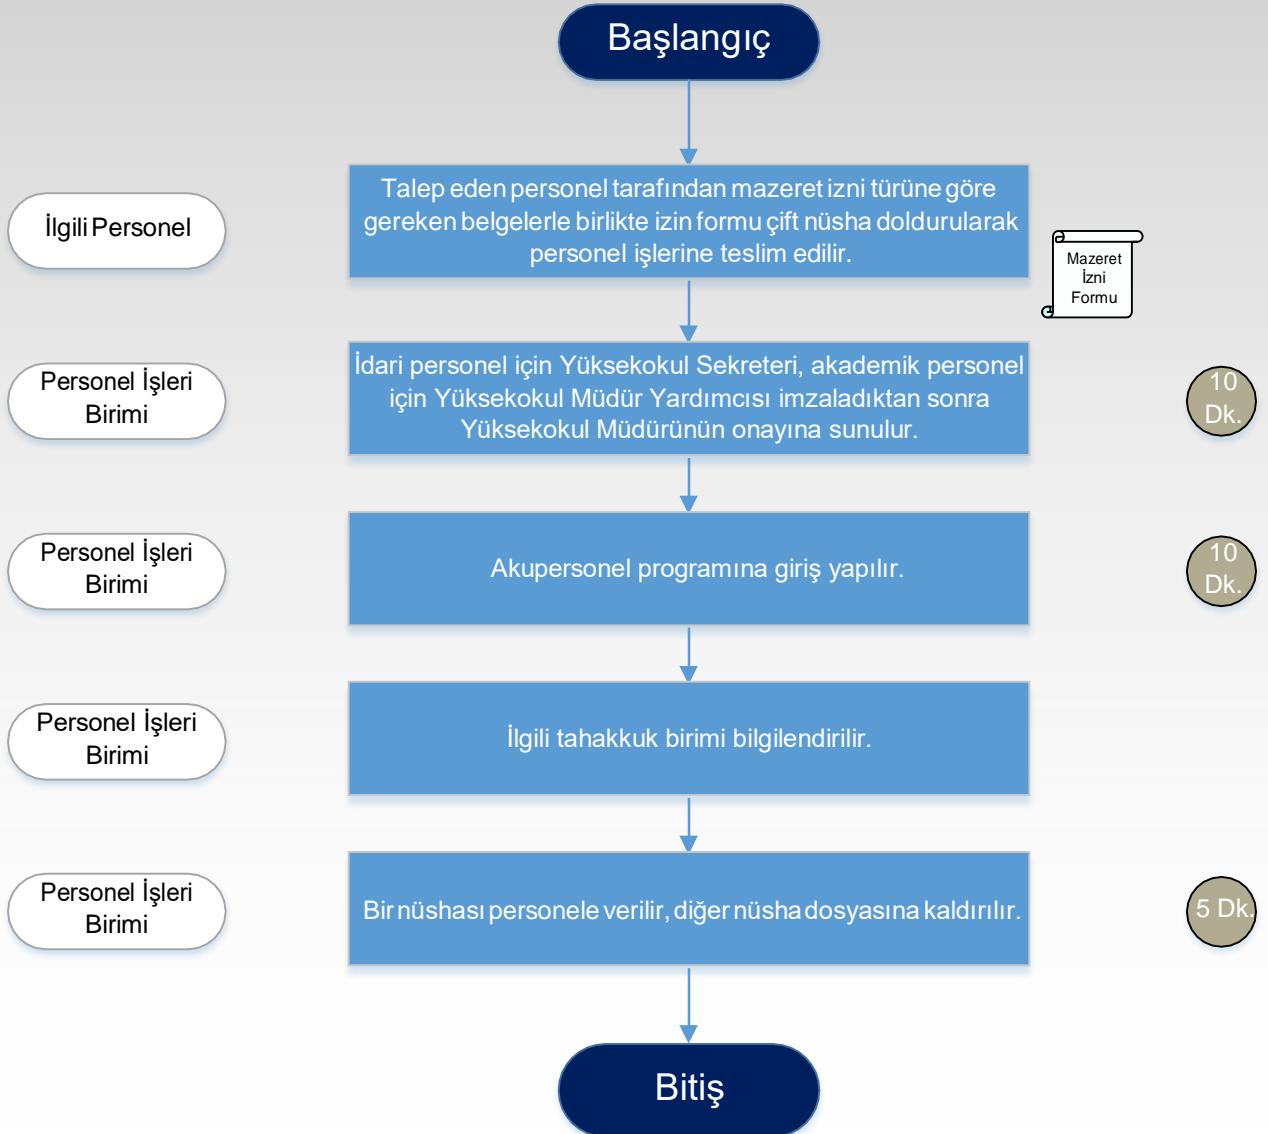 Başlangıç
İlgili Personel
Talep eden personel tarafından mazeret izni türüne göre
gereken belgelerle birlikte izin formu çift nüsha doldurularak
personel işlerine teslim edilir.
Mazeret
İzni
Formu
Personel İşleri
Birimi
İdari personel için Yüksekokul Sekreteri, akademik personel
için Yüksekokul Müdür Yardımcısı imzaladıktan sonra
Yüksekokul Müdürünün onayına sunulur.
10
Dk.
Personel İşleri
Birimi
Akupersonel programına giriş yapılır.
10
Dk.
Personel İşleri
Birimi
İlgili tahakkuk birimi bilgilendirilir.
Personel İşleri
Birimi
Bir nüshası personele verilir, diğer nüsha dosyasına kaldırılır.
5 Dk.
Bitiş